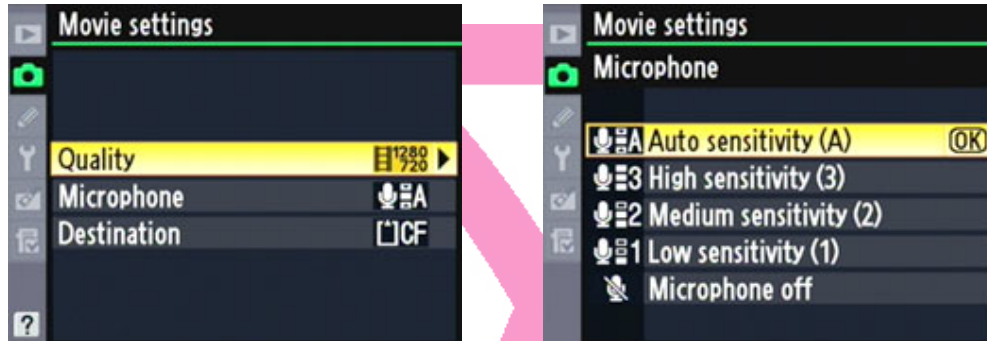 Movie settings
Quality 1280 720
Microphone A
Destination CF
?
Movie settings
Microphone
A Auto sensitivity (A) OK
3 High sensitivity (3)
2 Medium sensitivity (2)
1 Low sensitivity (1)
Microphone off